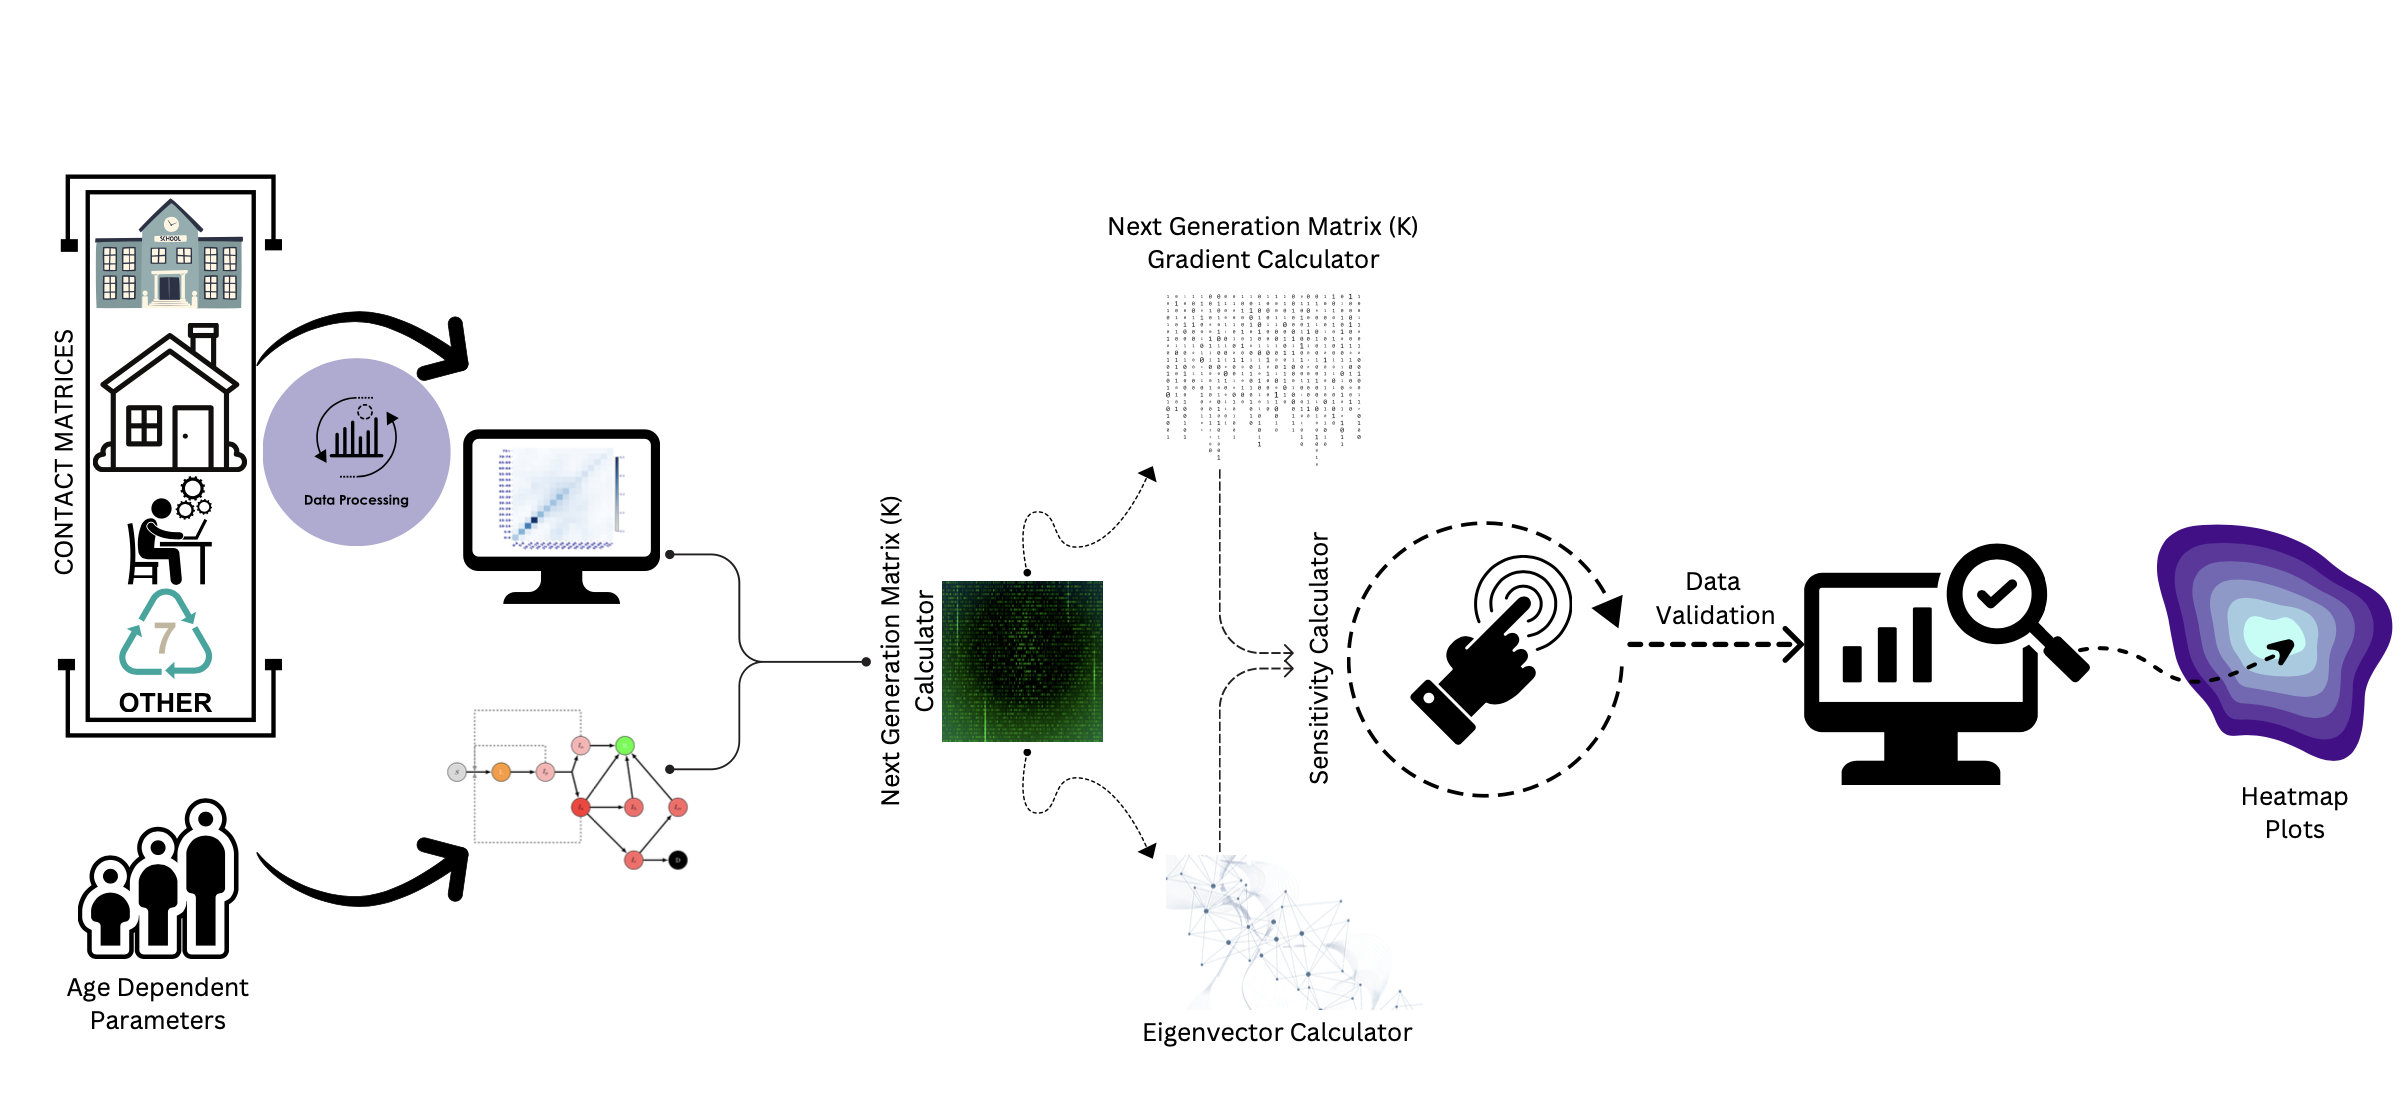 CONTACT MATRICES
SCHOOL
7
OTHER
Data Processing
Age Dependent
Parameters
S
D
Next Generation Matrix (K)
Calculator
Next Generation Matrix (K)
Gradient Calculator
Eigenvector Calculator
Sensitivity Calculator
Data
Validation
Heatmap
Plots